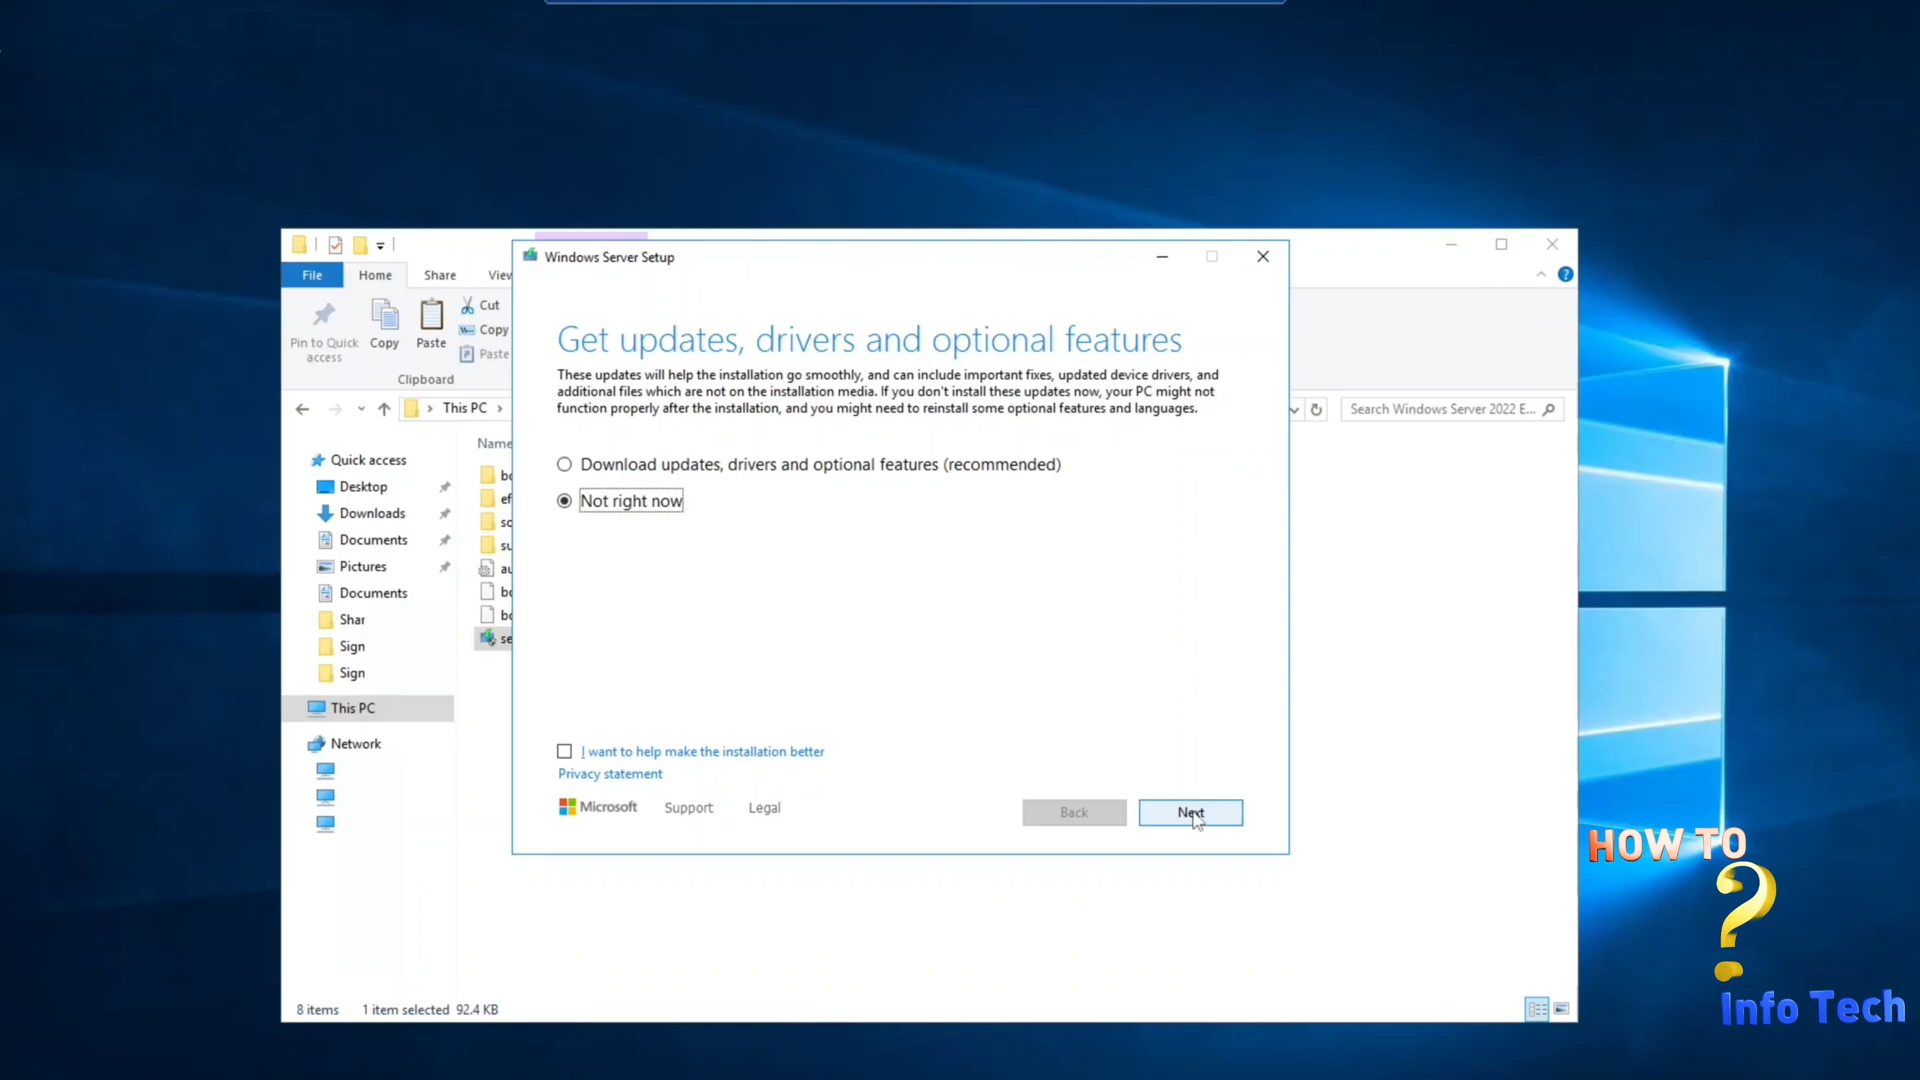 Windows Server Setup
File
Home
Share
View
Pin to Quick
access
Copy
Paste
Cut
Copy
Paste
Clipboard
This PC
Search Windows Server 2022 E...
Quick access
Desktop
Downloads
Documents
Pictures
Documents
Shar
Sign
Sign
This PC
Network
Get updates, drivers and optional features
These updates will help the installation go smoothly, and can include important fixes, updated device drivers, and
additional files which are not on the installation media. If you don't install these updates now, your PC might not
function properly after the installation, and you might need to reinstall some optional features and languages.
Download updates, drivers and optional features (recommended)
Not right now
I want to help make the installation better
Privacy statement
Microsoft
Support
Legal
Back
Next
8 items
1 item selected 92.4 KB
HOW TO
?
Info Tech